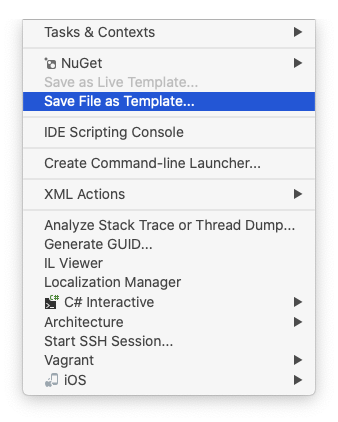 Tasks & Contexts
NuGet
Save as Live Template...
Save File as Template...
IDE Scripting Console
Create Command-line Launcher...
XML Actions
Analyze Stack Trace or Thread Dump...
Generate GUID...
IL Viewer
Localization Manager
C# C# Interactive
Architecture
Start SSH Session...
Vagrant
iOS